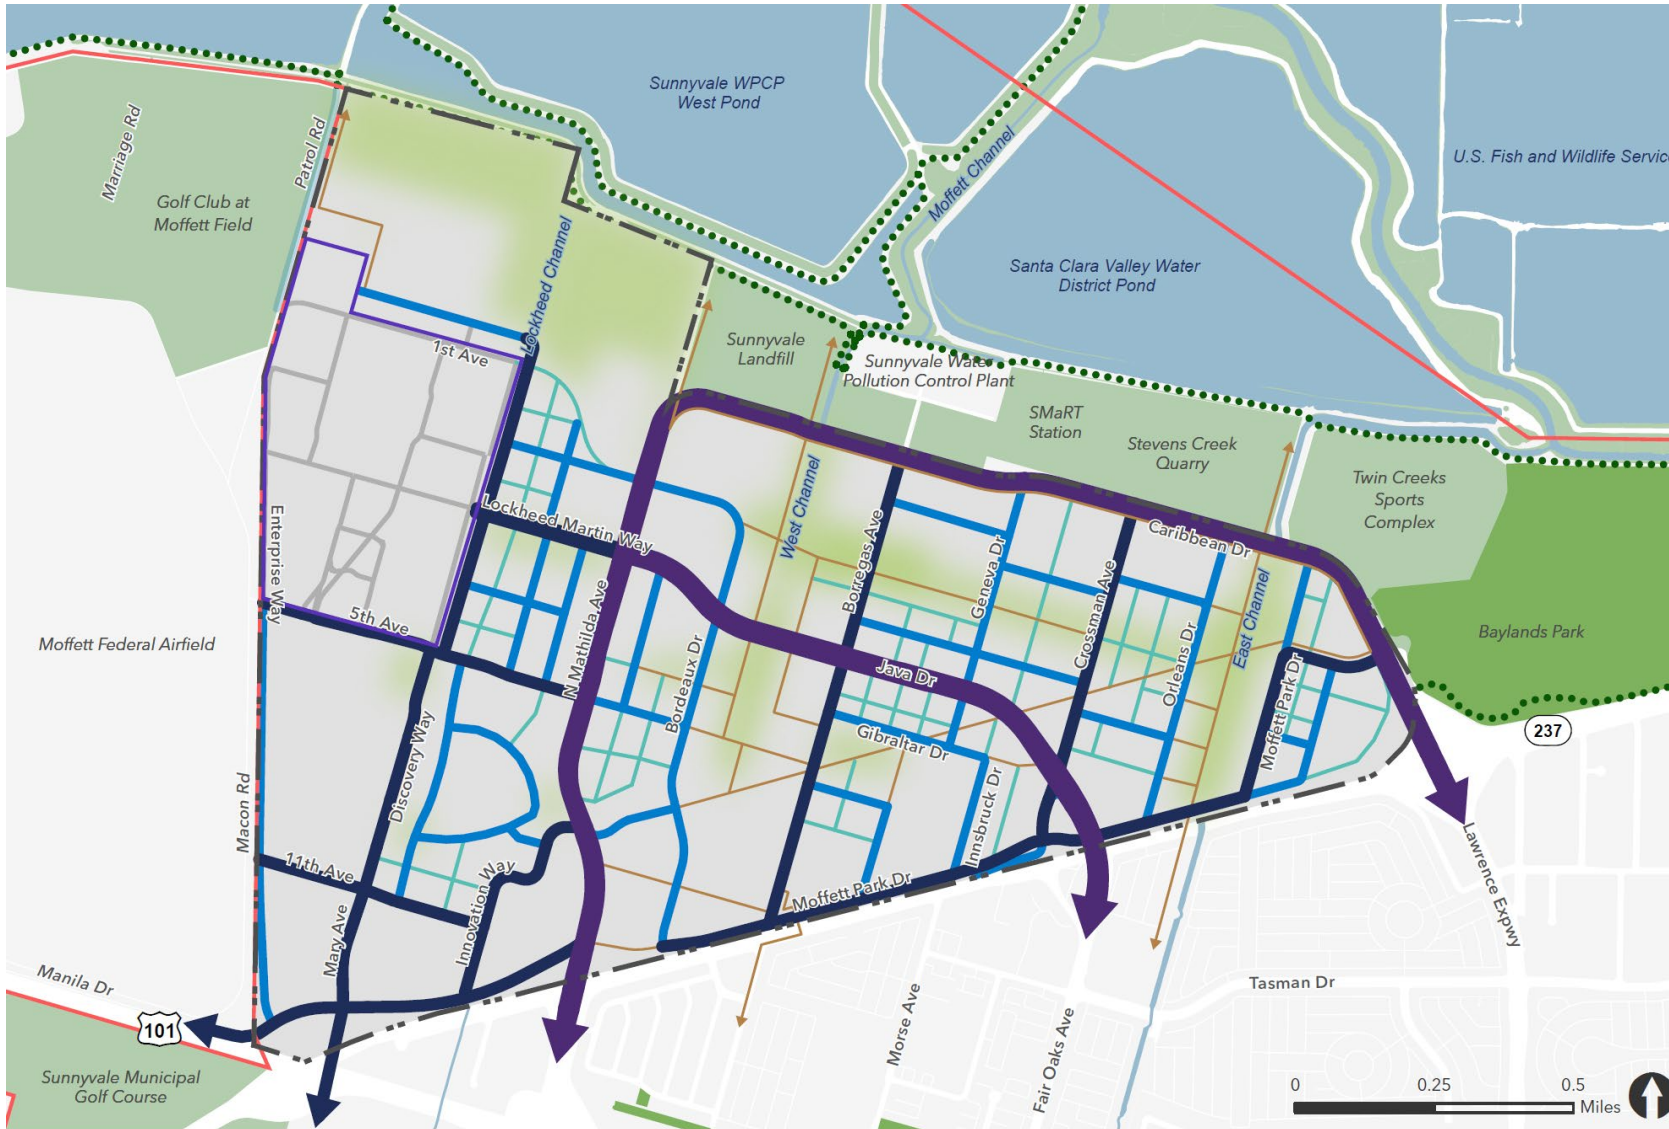 Sunnyvale WPCP
West Pond
Marriage Rd
Patrol Rd
Golf Club at
Moffett Field
Moffett Channel
U.S. Fish and Wildlife Service
Santa Clara Valley Water
District Pond
Lockheed Channel
1st Ave
Sunnyvale
Landfill
Sunnyvale Water
Pollution Control Plant
SMaRT
Station
Stevens Creek
Quarry
Twin Creeks
Sports
Complex
Lockheed Martin Way
West Channel
Borregas Ave
Geneva Dr
Crossman Ave
Caribbean Dr
East Channel
Enterprise Way
5th Ave
N Mathilda Ave
Bordeaux Dr
Java Dr
Orleans Dr
Moffett Park Dr
Baylands Park
Moffett Federal Airfield
237
Gibraltar Dr
Discovery Way
Macon Rd
Innsbruck Dr
11th Ave
Innovation Way
Moffett Park Dr
Lawrence Expwy
Mary Ave
Manila Dr
101
Tasman Dr
Morse Ave
Fair Oaks Ave
Sunnyvale Municipal
Golf Course
0 0.25 0.5
Miles